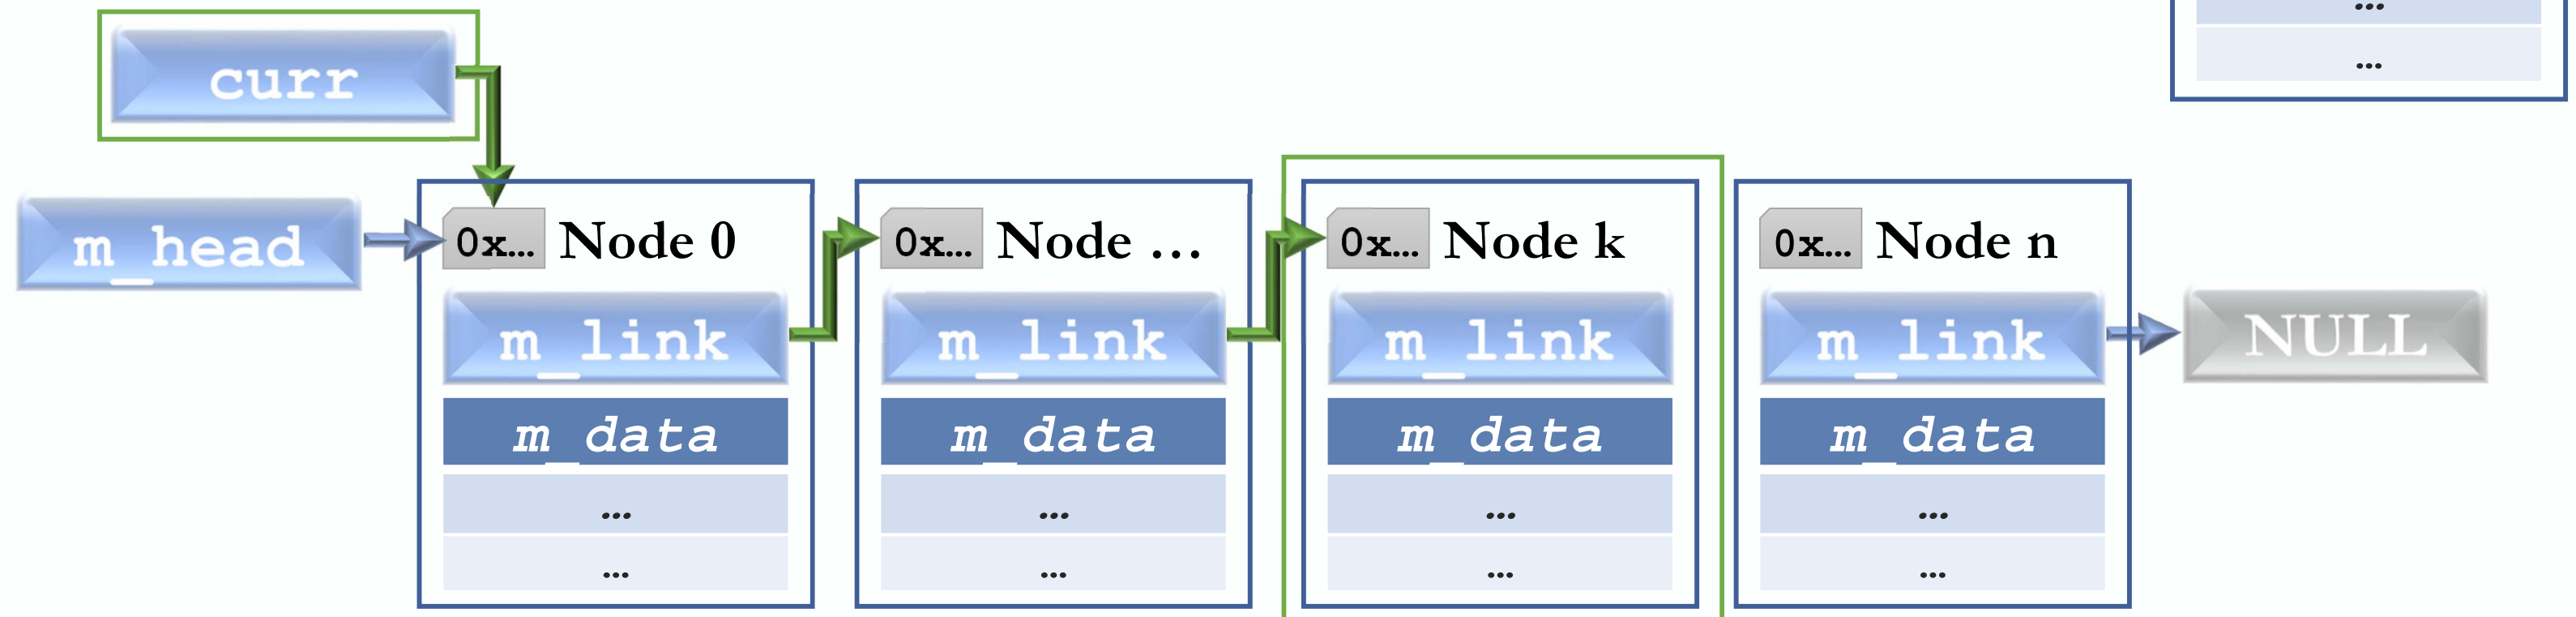 ...
...
curr
m_head
0x... Node 0
m_link
m_data
...
...
0x... Node ...
m_link
m_data
...
...
0x... Node k
m_link
m_data
...
...
0x... Node n
m_link
m_data
...
...
NULL